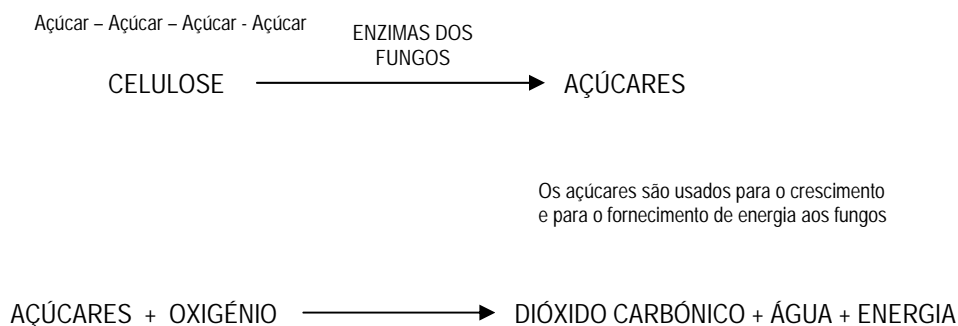 Açúcar – Açúcar – Açúcar - Açúcar
ENZIMAS DOS
FUNGOS
CELULOSE
AÇÚCARES
Os açúcares são usados para o crescimento
e para o fornecimento de energia aos fungos
AÇÚCARES + OXIGÉNIO
DIÓXIDO CARBÓNICO + ÁGUA + ENERGIA